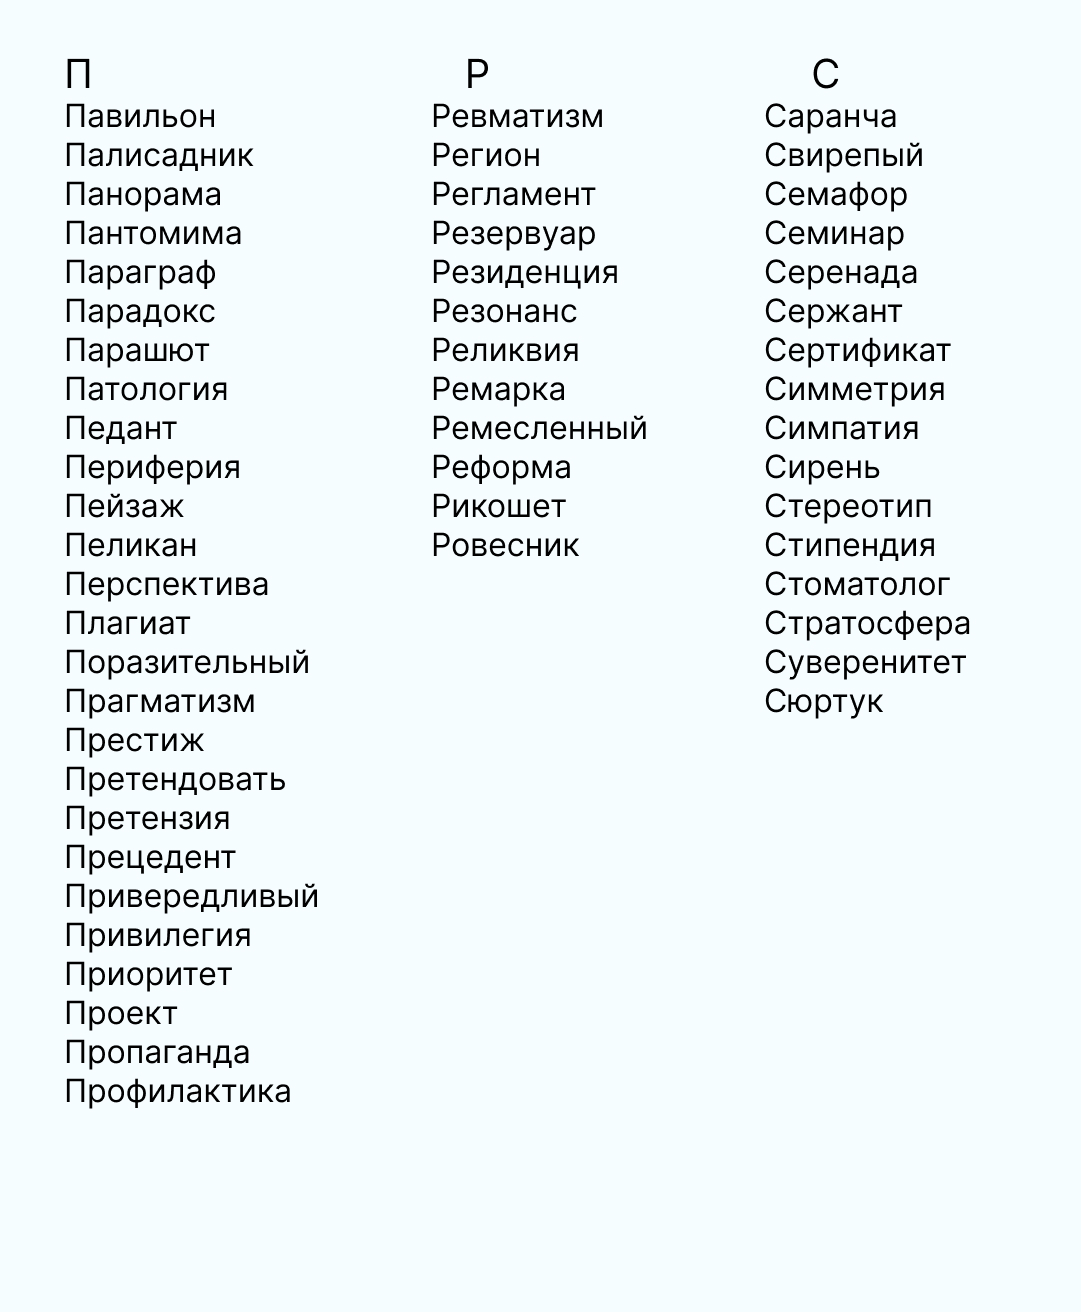 П
Павильон
Палисадник
Панорама
Пантомима
Параграф
Парадокс
Парашют
Патология
Педант
Периферия
Пейзаж
Пеликан
Перспектива
Плагиат
Поразительный
Прагматизм
Престиж
Претендовать
Претензия
Прецедент
Привередливый
Привилегия
Приоритет
Проект
Пропаганда
Профилактика
Р
Ревматизм
Регион
Регламент
Резервуар
Резиденция
Резонанс
Реликвия
Ремарка
Ремесленный
Реформа
Рикошет
Ровесник
С
Саранча
Свирепый
Семафор
Семинар
Серенада
Сержант
Сертификат
Симметрия
Симпатия
Сирень
Стереотип
Стипендия
Стоматолог
Стратосфера
Суверенитет
Сюртук